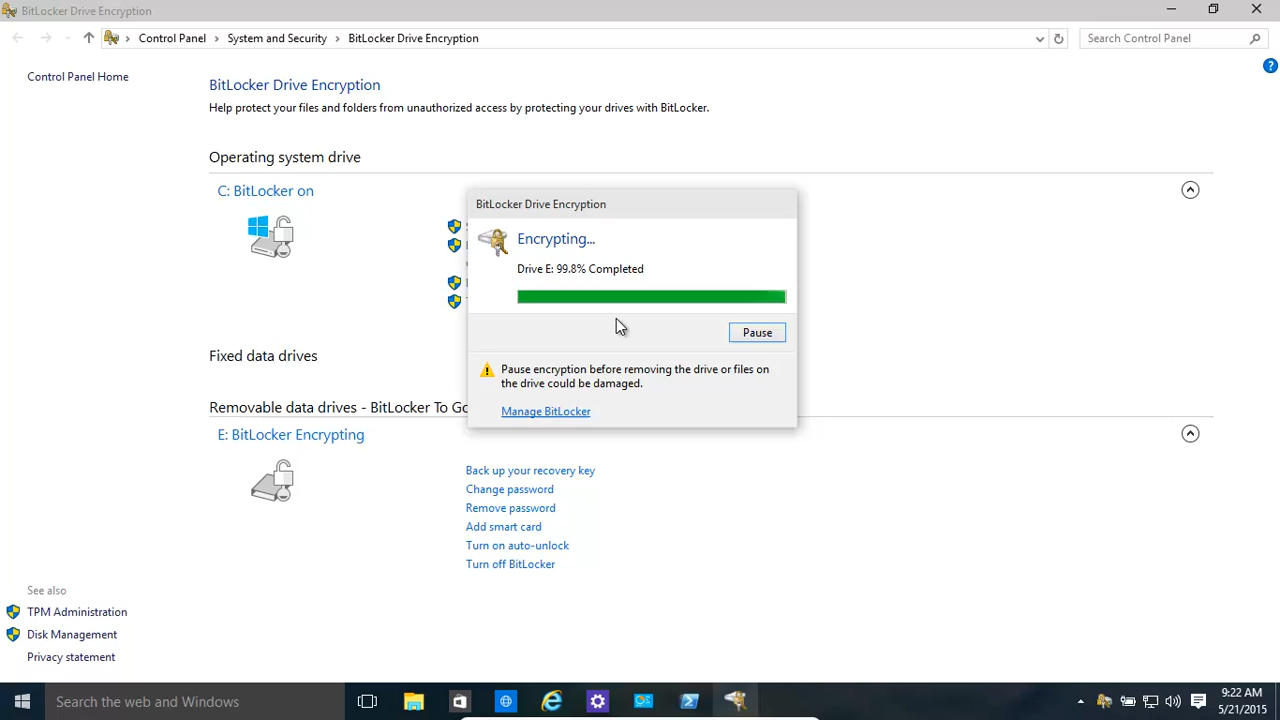 BitLocker Drive Encryption
Control Panel › System and Security › BitLocker Drive Encryption
Search Control Panel
Control Panel Home
BitLocker Drive Encryption
Help protect your files and folders from unauthorized access by protecting your drives with BitLocker.
Operating system drive
C: BitLocker on
BitLocker Drive Encryption
Encrypting...
Drive E: 99.8% Completed
Pause
Pause encryption before removing the drive or files on
the drive could be damaged.
Manage BitLocker
Fixed data drives
Removable data drives - BitLocker To Go
E: BitLocker Encrypting
Back up your recovery key
Change password
Remove password
Add smart card
Turn on auto-unlock
Turn off BitLocker
See also
TPM Administration
Disk Management
Privacy statement
Search the web and Windows
9:22 AM
5/21/2015